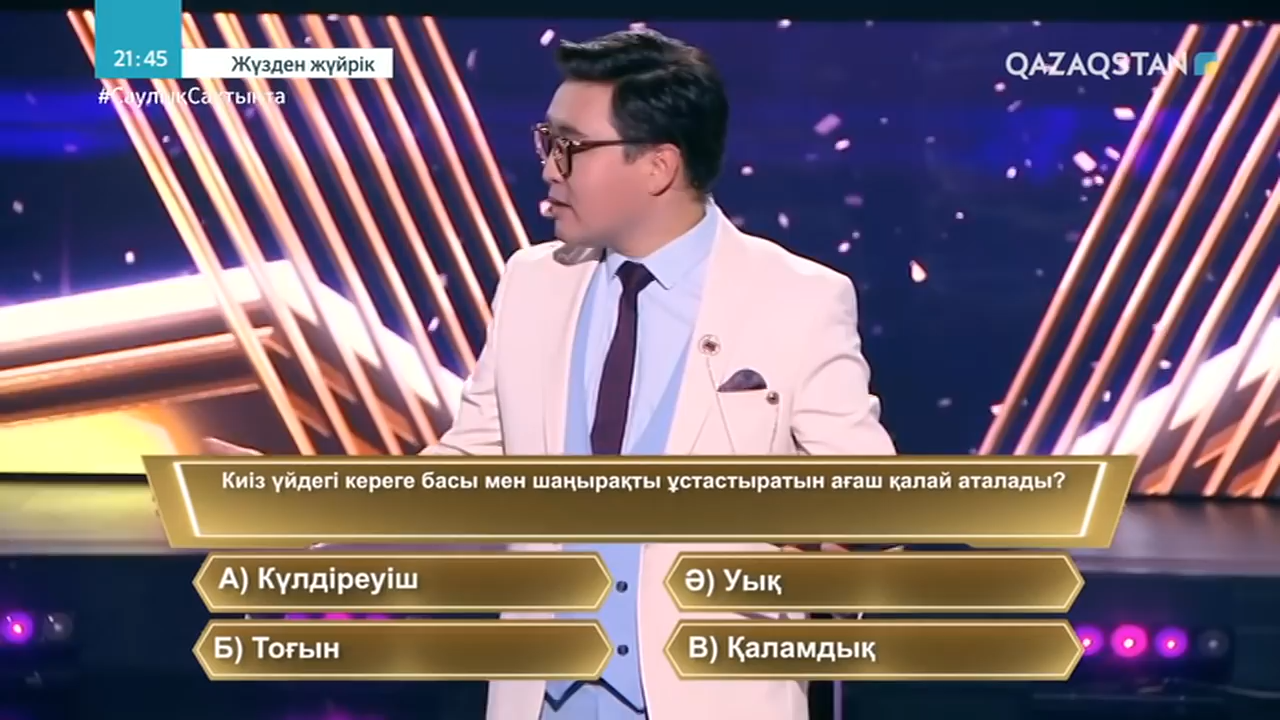 21:45
Жүзден жүйрік
QAZAQSTAN
#СаулықСақтықта
Киіз үйдегі кереге басы мен шаңырақты ұстастыратын ағаш қалай аталады?
А) Күлдіреуіш
Ә) Уық
Б) Тоғын
В) Қаламдық